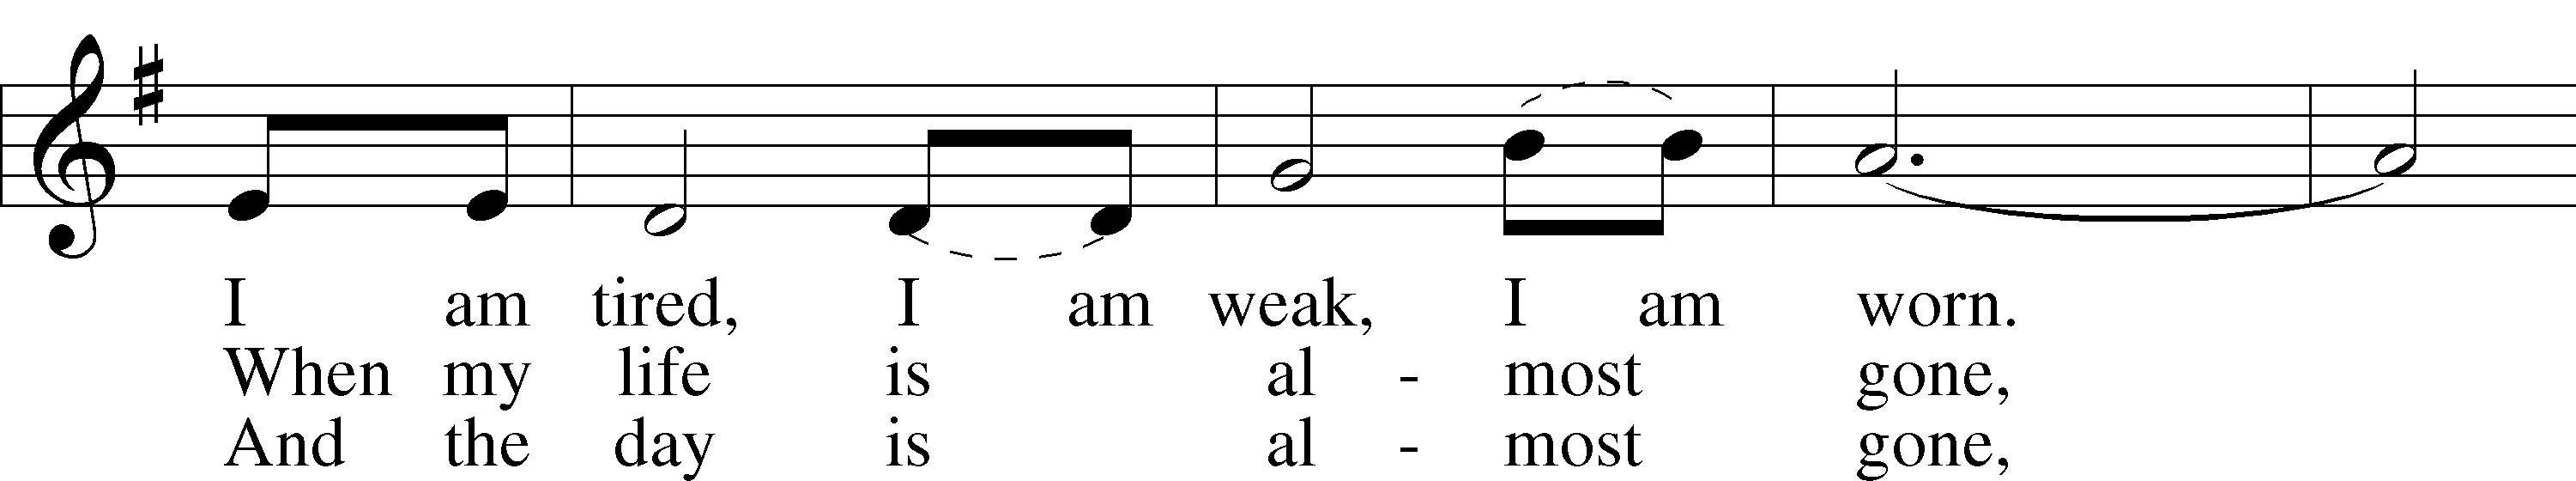 I am tired, I am weak, I am worn.
When my life is al - most gone,
And the day is al - most gone,